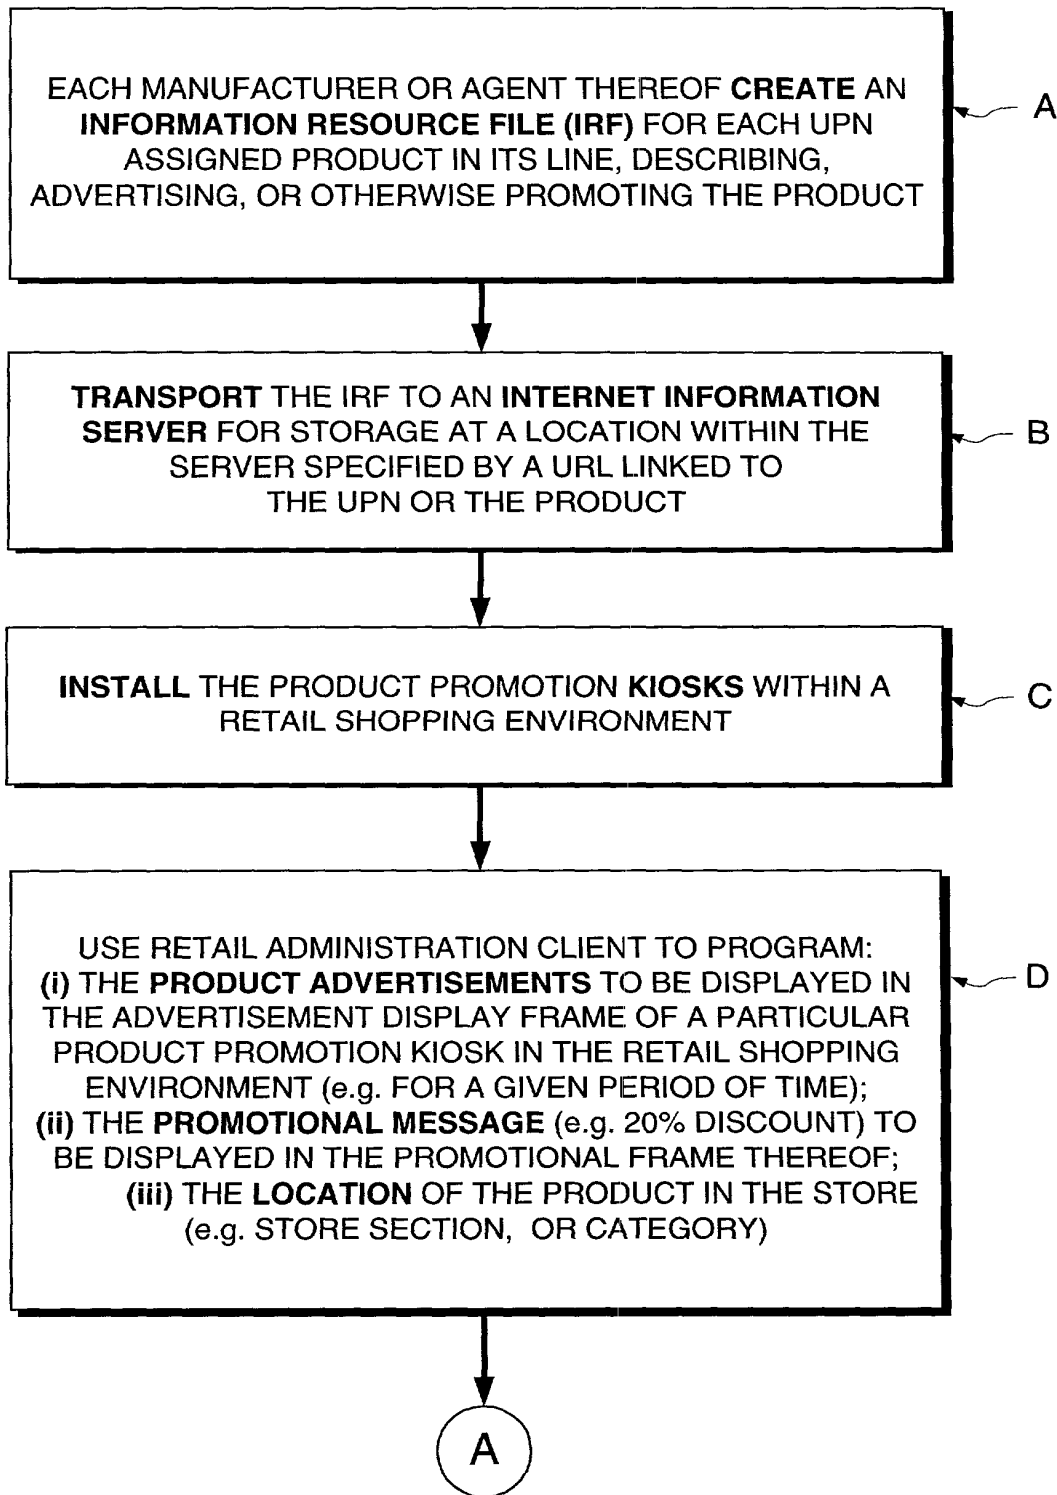 EACH MANUFACTURER OR AGENT THEREOF CREATE AN
INFORMATION RESOURCE FILE (IRF) FOR EACH UPN
ASSIGNED PRODUCT IN ITS LINE, DESCRIBING,
ADVERTISING, OR OTHERWISE PROMOTING THE PRODUCT
A
TRANSPORT THE IRF TO AN INTERNET INFORMATION
SERVER FOR STORAGE AT A LOCATION WITHIN THE
SERVER SPECIFIED BY A URL LINKED TO
THE UPN OR THE PRODUCT
B
INSTALL THE PRODUCT PROMOTION KIOSKS WITHIN A
RETAIL SHOPPING ENVIRONMENT
C
USE RETAIL ADMINISTRATION CLIENT TO PROGRAM:
(i) THE PRODUCT ADVERTISEMENTS TO BE DISPLAYED IN
THE ADVERTISEMENT DISPLAY FRAME OF A PARTICULAR
PRODUCT PROMOTION KIOSK IN THE RETAIL SHOPPING
ENVIRONMENT (e.g. FOR A GIVEN PERIOD OF TIME);
(ii) THE PROMOTIONAL MESSAGE (e.g. 20% DISCOUNT) TO
BE DISPLAYED IN THE PROMOTIONAL FRAME THEREOF;
(iii) THE LOCATION OF THE PRODUCT IN THE STORE
(e.g. STORE SECTION, OR CATEGORY)
D
A